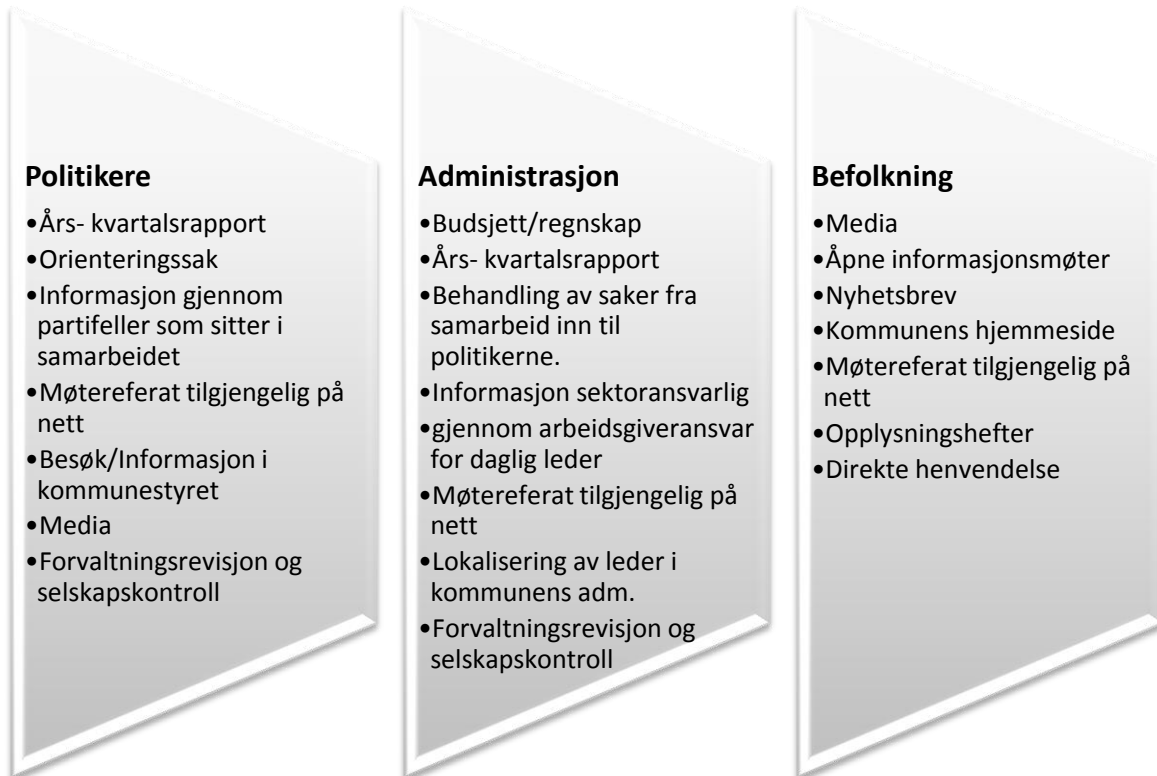 Politikere
•Års- kvartalsrapport
•Orienteringssak
•Informasjon gjennom
partifeller som sitter i
samarbeidet
•Møtereferat tilgjengelig på
nett
•Besøk/Informasjon i
kommunestyret
•Media
•Forvaltningsrevisjon og
selskapskontroll
Administrasjon
•Budsjett/regnskap
•Års- kvartalsrapport
•Behandling av saker fra
samarbeid inn til
politikerne.
•Informasjon sektoransvarlig
•gjennom arbeidsgiveransvar
for daglig leder
•Møtereferat tilgjengelig på
nett
•Lokalisering av leder i
kommunens adm.
•Forvaltningsrevisjon og
selskapskontroll
Befolkning
•Media
•Åpne informasjonsmøter
•Nyhetsbrev
•Kommunens hjemmeside
•Møtereferat tilgjengelig på
nett
•Opplysningshefter
•Direkte henvendelse